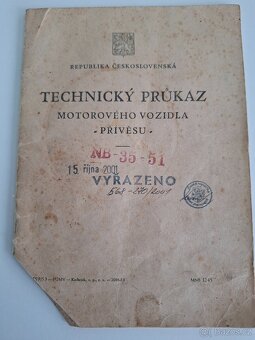 REPUBLIKA ČESKOSLOVENSKÁ
TECHNICKÝ PRŮKAZ
MOTOROVÉHO VOZIDLA
- PŘÍVĚSU -
NB-35-51
15. října 2001
VYŘAZENO